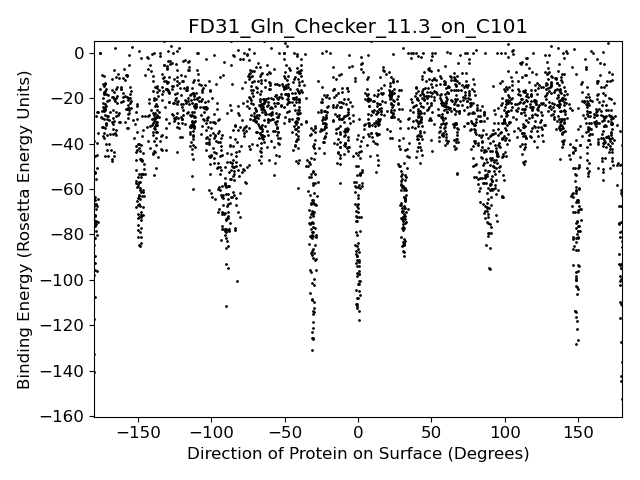 FD31_Gln_Checker_11.3_on_C101
Binding Energy (Rosetta Energy Units)
0
−20
−40
−60
−80
−100
−120
−140
−160
−150 −100 −50 0 50 100 150
Direction of Protein on Surface (Degrees)